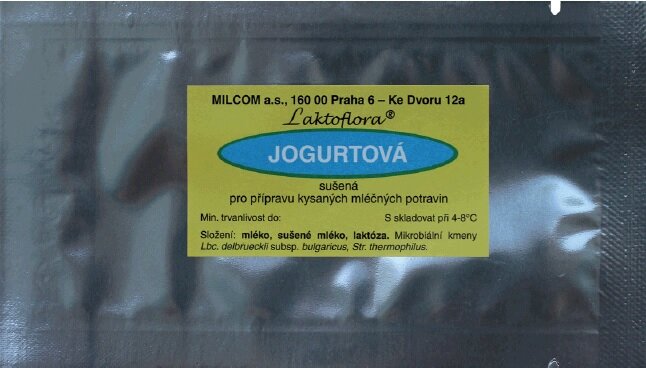 MILCOM a.s., 160 00 Praha 6 – Ke Dvoru 12a
Laktoflora®
JOGURTOVÁ
sušená
pro přípravu kysaných mléčných potravin
Min. trvanlivost do: S skladovat při 4-8°C
Složení: mléko, sušené mléko, laktóza. Mikrobiální kmeny
Lbc. delbrueckii subsp. bulgaricus, Str. thermophilus.